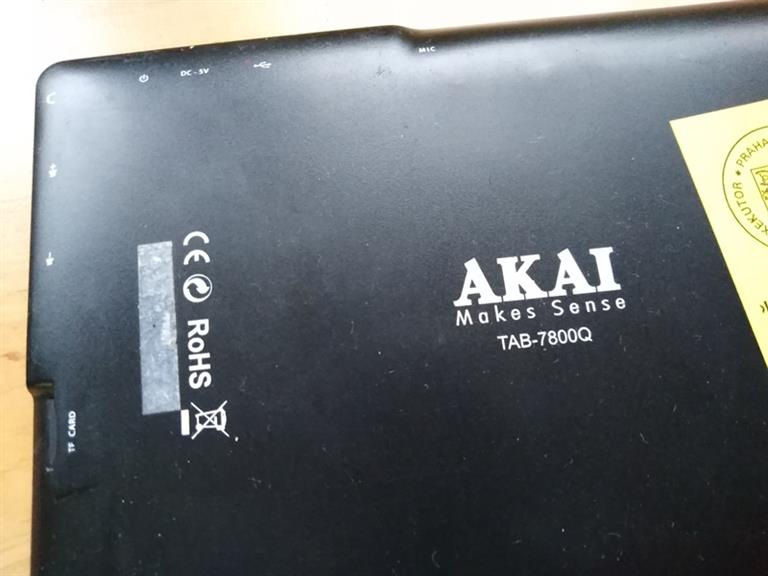 MIC
DC-5V
AKAI
Makes Sense
TAB-7800Q
CE
RoHS
TF CARD
EXEKUTOR • PRAHA